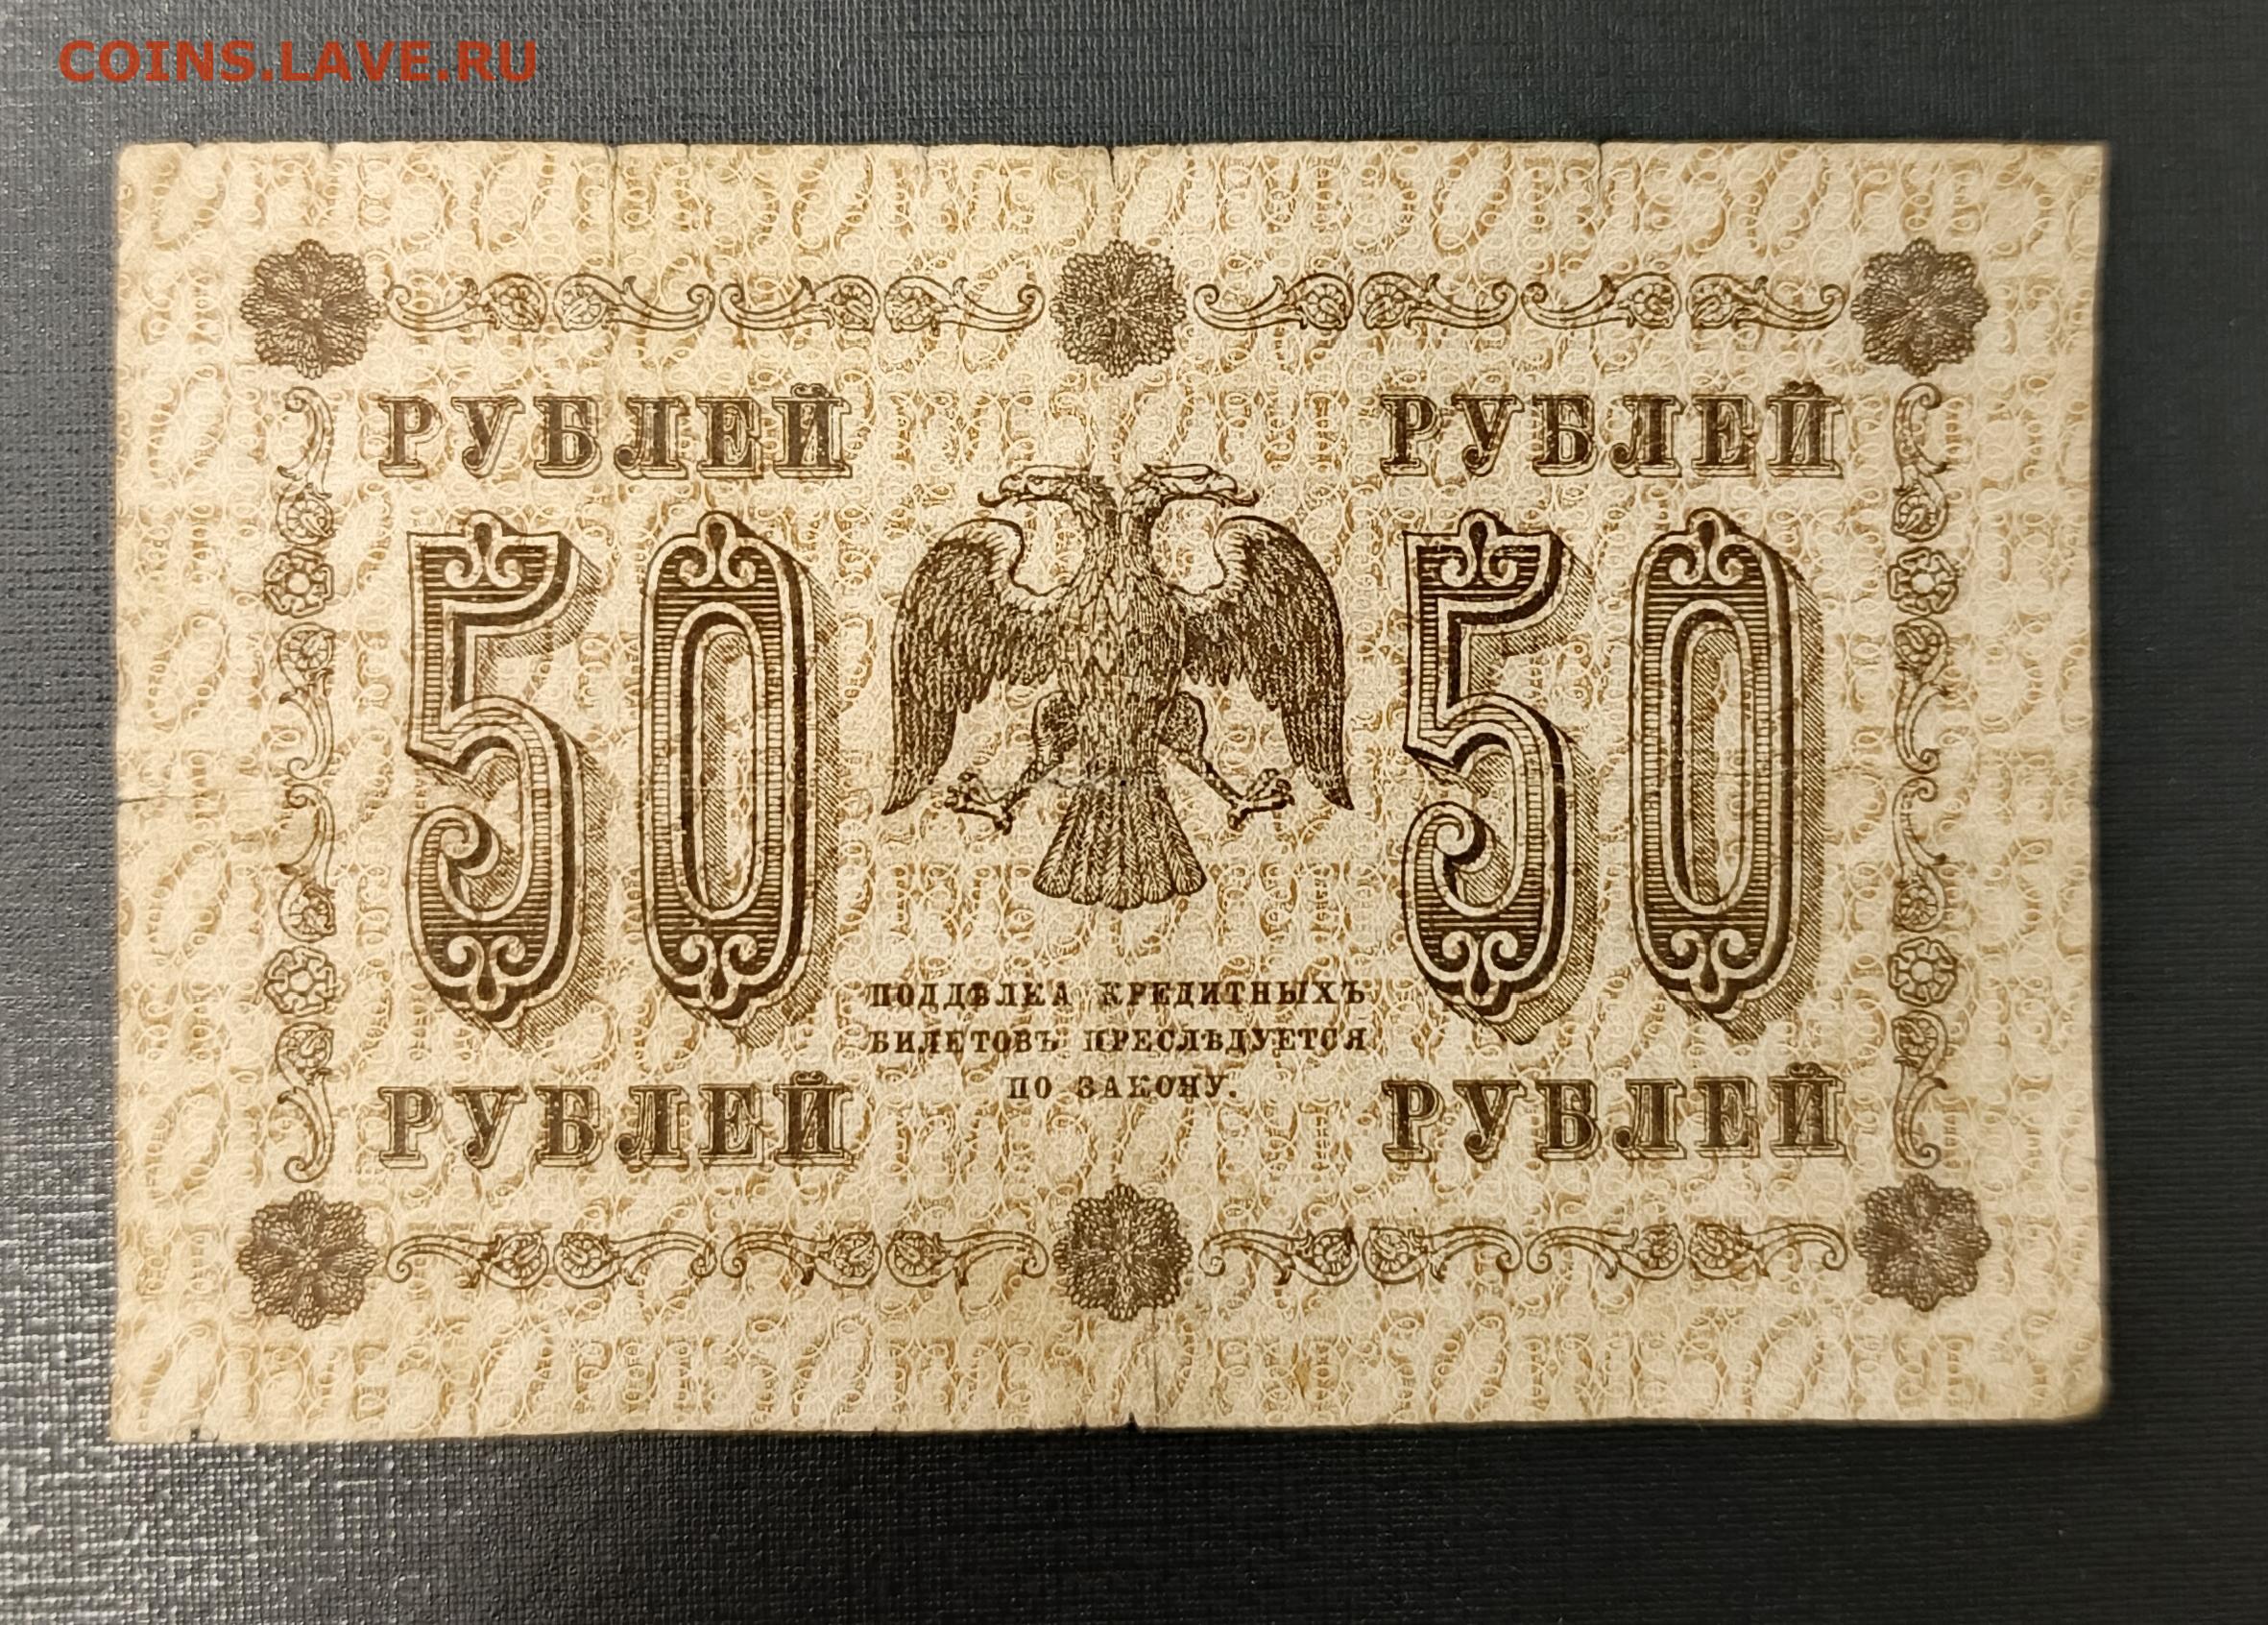 COINS.LAVE.RU
РУБЛЕЙ РУБЛЕЙ
50 50
ПОДДѢЛКА КРЕДИТНЫХЪ
БИЛЕТОВЪ ПРЕСЛѢДУЕТСЯ
ПО ЗАКОНУ.
РУБЛЕЙ РУБЛЕЙ